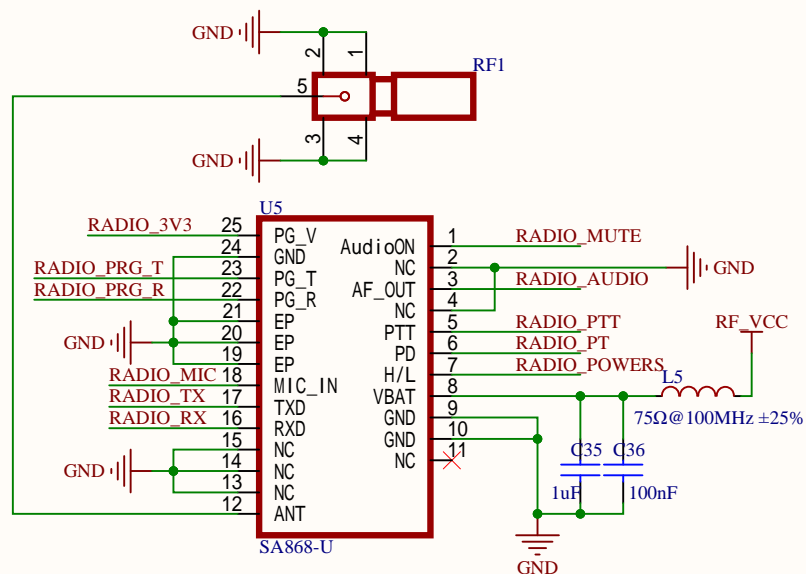 GND
2
1
RF1
5
GND
3
4
U5
RADIO_3V3
25
PG_V
24
GND
RADIO_PRG_T
23
PG_T
RADIO_PRG_R
22
PG_R
21
EP
GND
20
EP
19
EP
RADIO_MIC
18
MIC_IN
RADIO_TX
17
TXD
RADIO_RX
16
RXD
15
NC
GND
14
NC
13
NC
12
ANT
SA868-U
AudioON
1
RADIO_MUTE
NC
2
GND
AF_OUT
3
RADIO_AUDIO
NC
4
PTT
5
RADIO_PTT
PD
6
RADIO_PT
H/L
7
RADIO_POWERS
VBAT
8
GND
9
GND
10
NC
11
RF_VCC
L5
75Ω@100MHz ±25%
C35
C36
1uF
100nF
GND